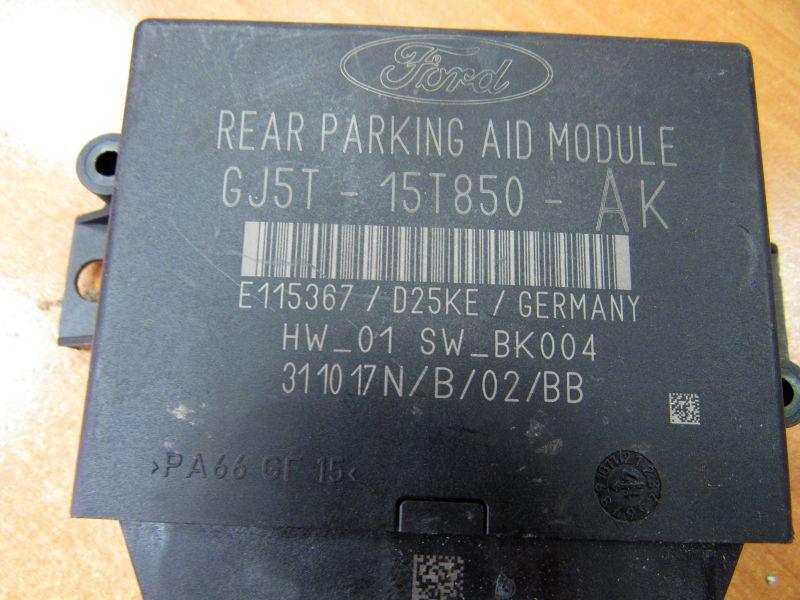 Ford
REAR PARKING AID MODULE
GJ5T - 15T850 - AK
E115367 / D25KE / GERMANY
HW_01 SW_BK004
311017N/B/02/BB
>PA66 GF 15<
17